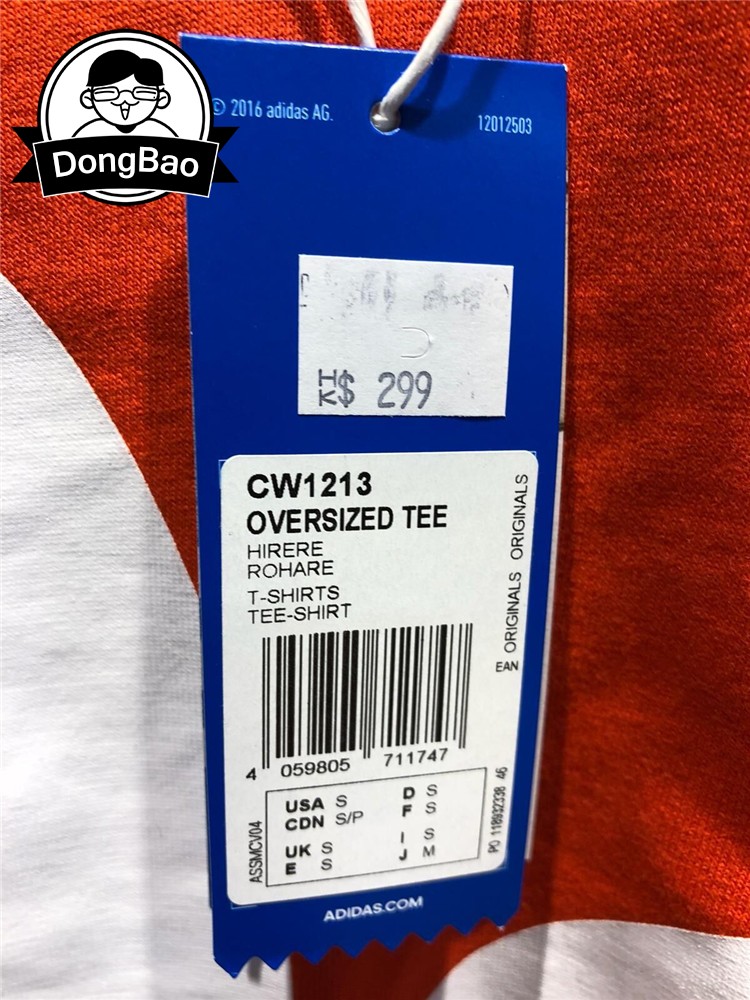 DongBao
© 2016 adidas AG.
12012503
HK$ 299
CW1213
OVERSIZED TEE
HIRERE
ROHARE
T-SHIRTS
TEE-SHIRT
ORIGINALS ORIGINALS
EAN
4 059805 711747
USA S D S
CDN S/P F S
UK S I S
E S J M
ASSMCV04
PO 118932338 46
ADIDAS.COM